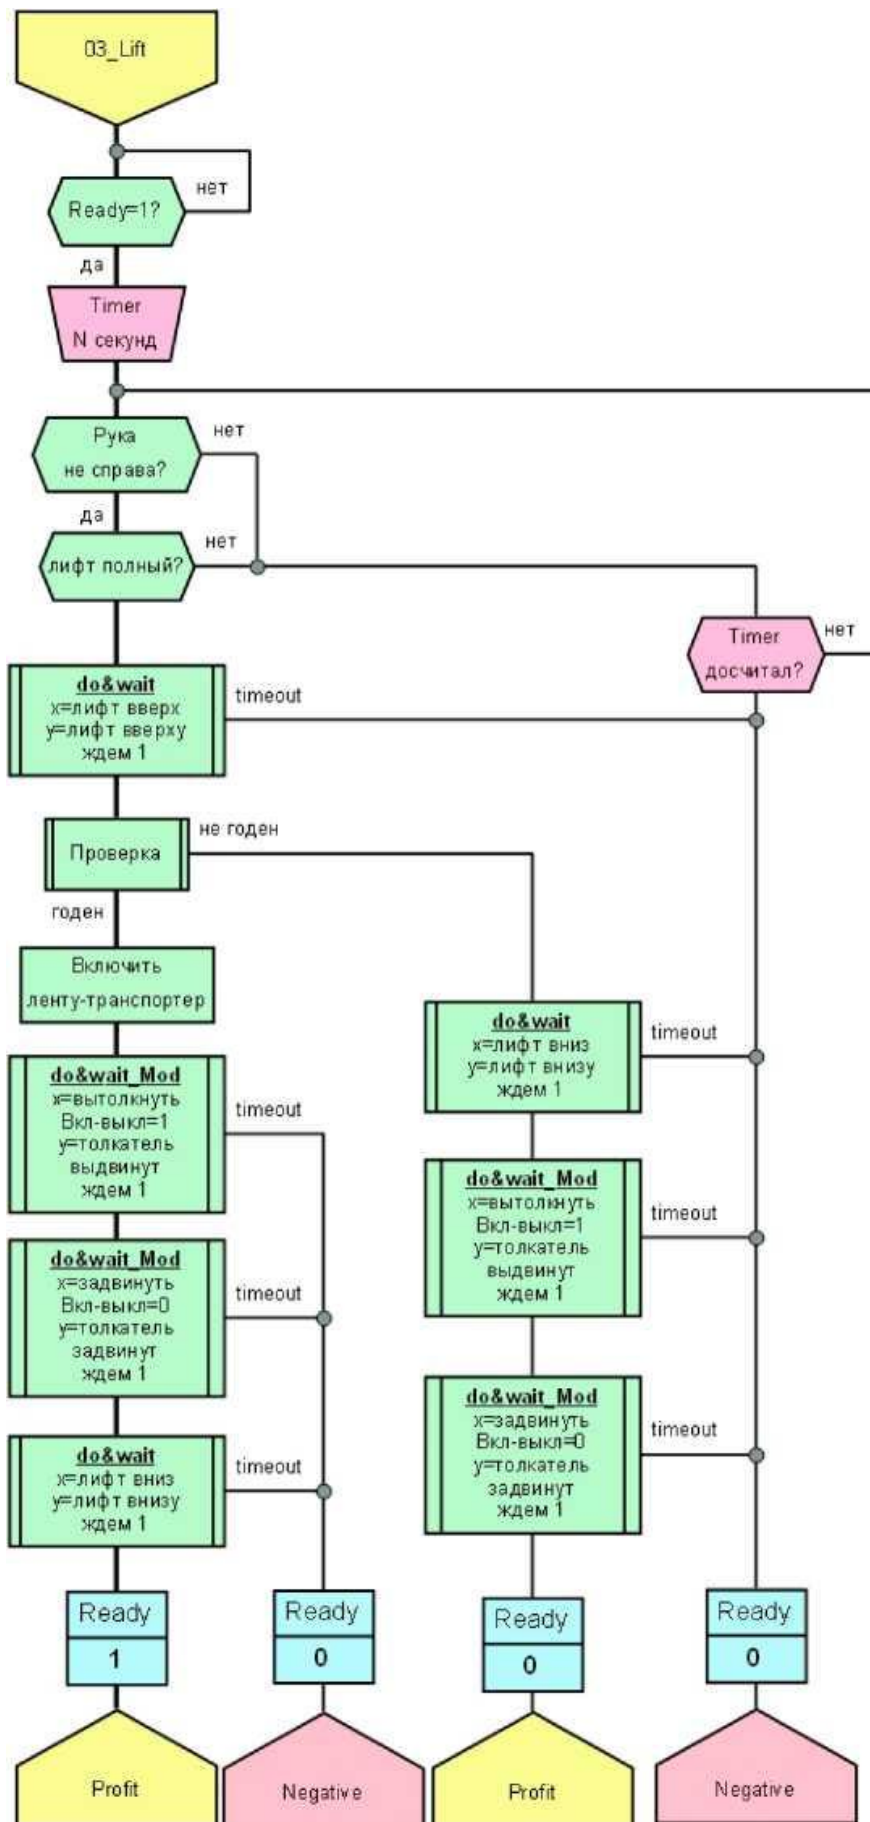 03_Lift
нет
Ready=1?
да
Timer
N секунд
Рука
не справа?
нет
да
лифт полный?
нет
Timer
досчитал?
нет
do&wait
x=лифт вверх
y=лифт вверху
ждем 1
timeout
Проверка
не годен
годен
Включить
ленту-транспортер
do&wait_Mod
x=вытолкнуть
Вкл-выкл=1
y=толкатель
выдвинут
ждем 1
timeout
do&wait_Mod
x=задвинуть
Вкл-выкл=0
y=толкатель
задвинут
ждем 1
timeout
do&wait
x=лифт вниз
y=лифт внизу
ждем 1
timeout
do&wait
x=лифт вниз
y=лифт внизу
ждем 1
timeout
do&wait_Mod
x=вытолкнуть
Вкл-выкл=1
y=толкатель
выдвинут
ждем 1
timeout
do&wait_Mod
x=задвинуть
Вкл-выкл=0
y=толкатель
задвинут
ждем 1
timeout
Ready
1
Ready
0
Ready
0
Ready
0
Profit
Negative
Profit
Negative